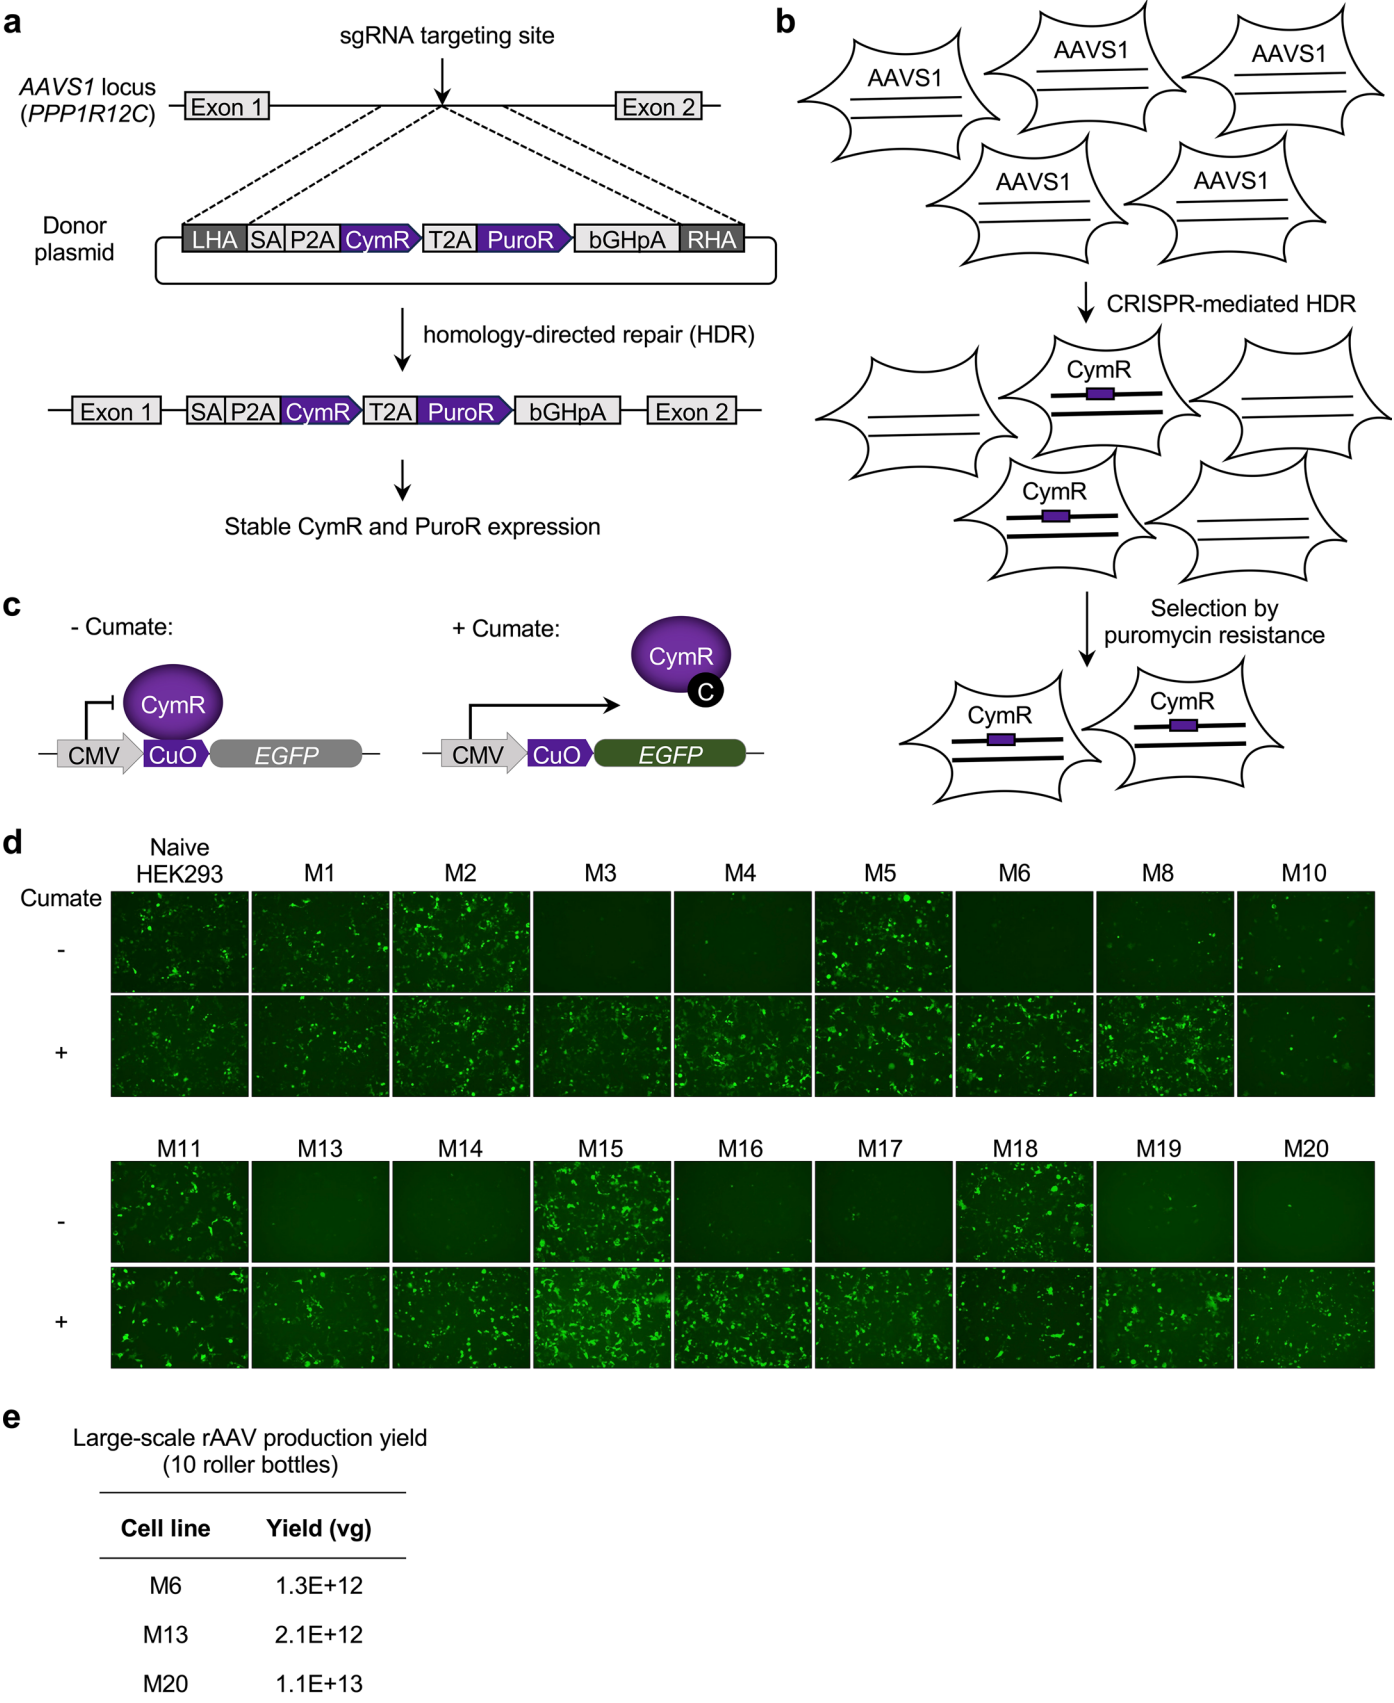 a
sgRNA targeting site
AAVS1 locus
(PPP1R12C)
Exon 1
Exon 2
Donor
plasmid
LHA
SA
P2A
CymR
T2A
PuroR
bGHpA
RHA
homology-directed repair (HDR)
Exon 1
SA
P2A
CymR
T2A
PuroR
bGHpA
Exon 2
Stable CymR and PuroR expression
b
AAVS1
AAVS1
AAVS1
AAVS1
AAVS1
CRISPR-mediated HDR
CymR
CymR
Selection by
puromycin resistance
CymR
CymR
c
- Cumate:
CymR
CMV
CuO
EGFP
+ Cumate:
CymR
C
CMV
CuO
EGFP
d
Naive
HEK293
M1
M2
M3
M4
M5
M6
M8
M10
Cumate
-
+
M11
M13
M14
M15
M16
M17
M18
M19
M20
-
+
e
Large-scale rAAV production yield
(10 roller bottles)
Cell line Yield (vg)
M6 1.3E+12
M13 2.1E+12
M20 1.1E+13